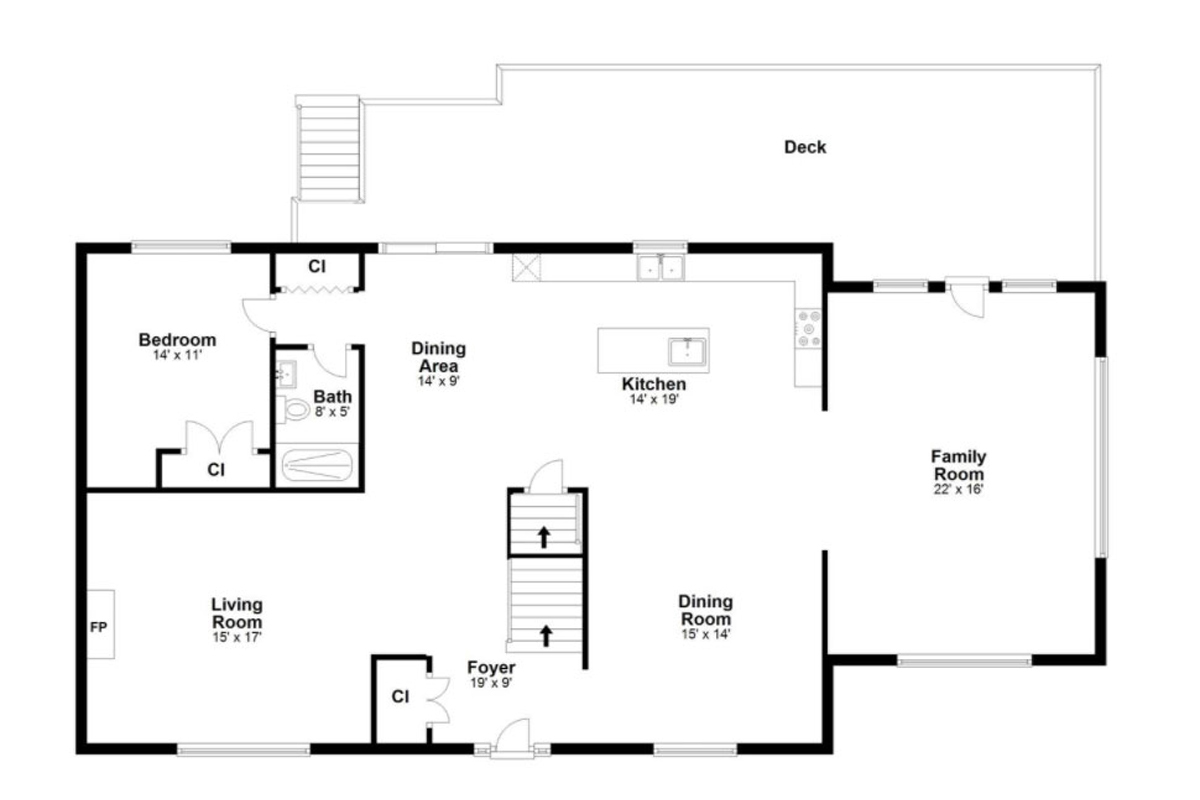 Deck
Cl
Bedroom
14' x 11'
Dining
Area
14' x 9'
Kitchen
14' x 19'
Bath
8' x 5'
Cl
Family
Room
22' x 16'
Living
Room
15' x 17'
FP
Dining
Room
15' x 14'
Foyer
19' x 9'
Cl